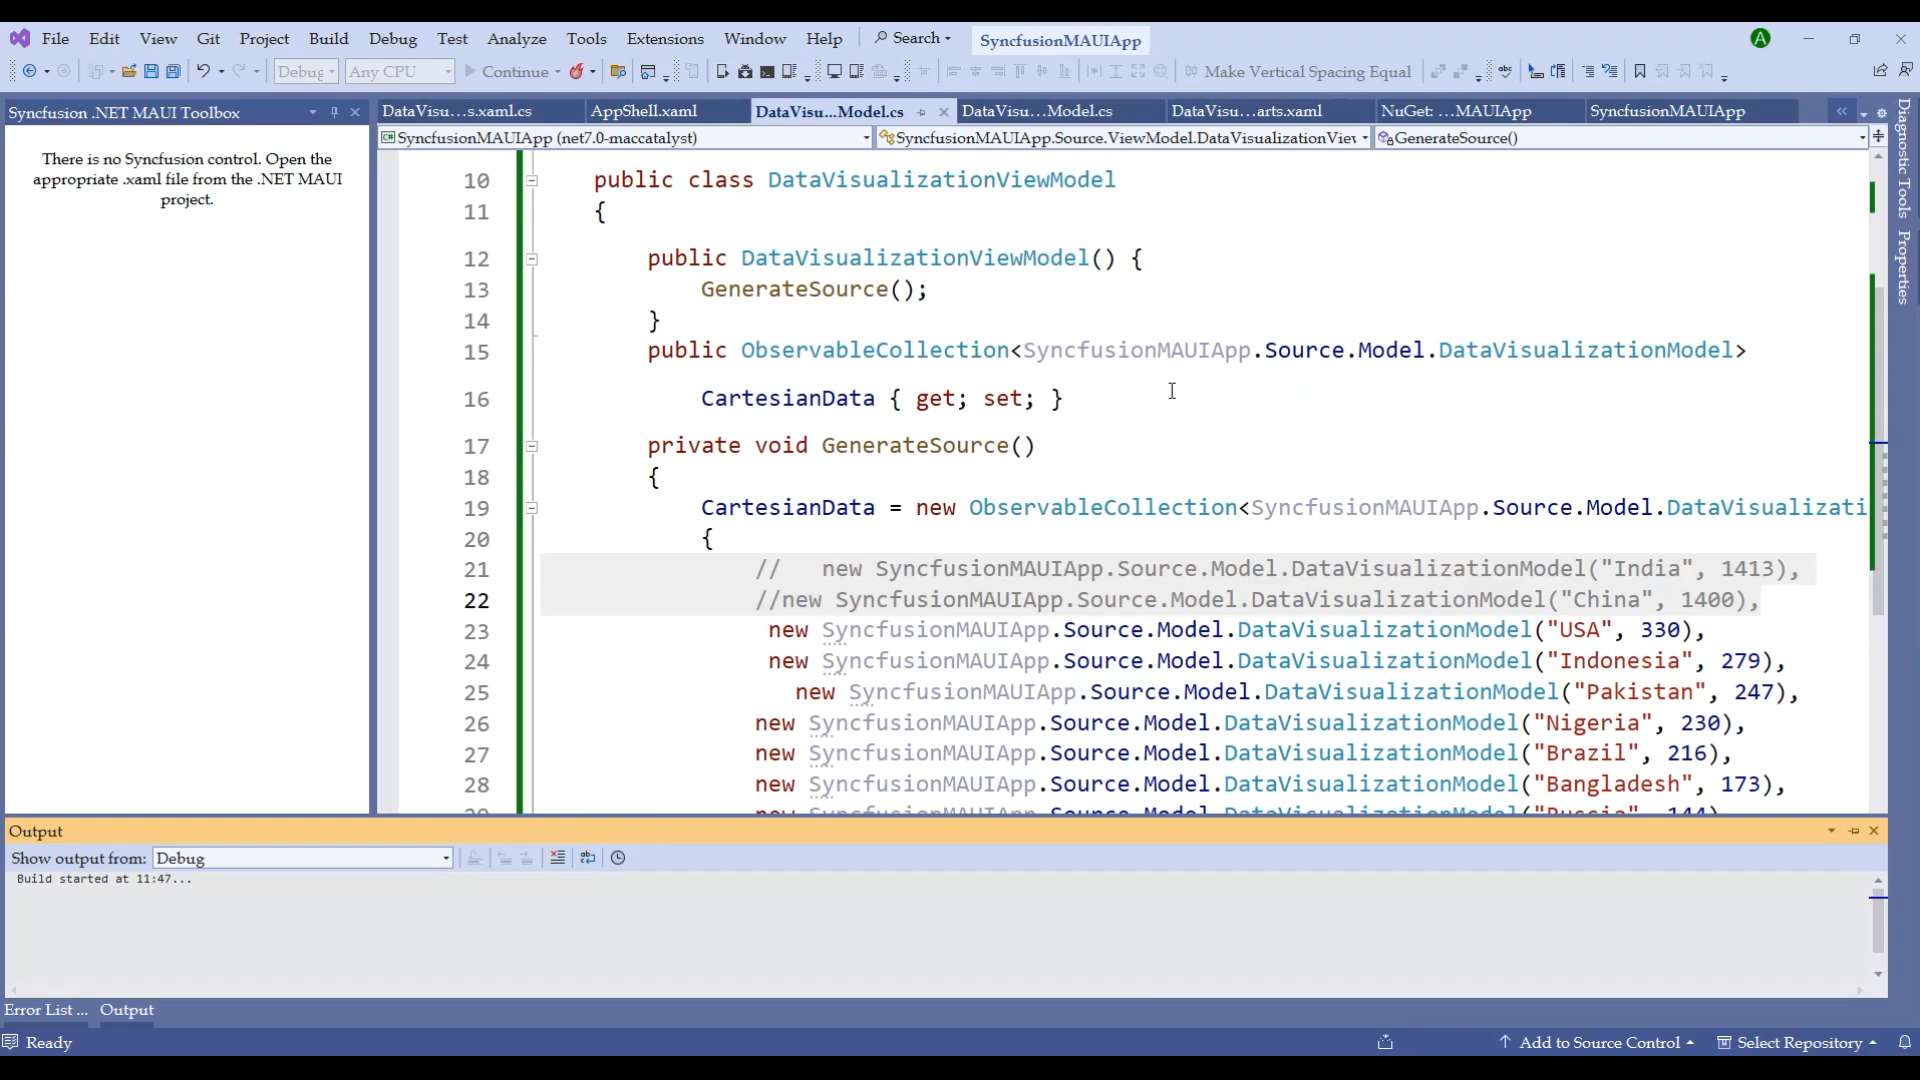 File Edit View Git Project Build Debug Test Analyze Tools Extensions Window Help Search SyncfusionMAUIApp A
Debug Any CPU Continue Make Vertical Spacing Equal
Syncfusion .NET MAUI Toolbox
There is no Syncfusion control. Open the
appropriate .xaml file from the .NET MAUI
project.
DataVisu...s.xaml.cs AppShell.xaml DataVisu...Model.cs DataVisu...Model.cs DataVisu...arts.xaml NuGet: ...MAUIApp SyncfusionMAUIApp
SyncfusionMAUIApp (net7.0-maccatalyst) SyncfusionMAUIApp.Source.ViewModel.DataVisualizationView GenerateSource()
10 public class DataVisualizationViewModel
11 {
12 public DataVisualizationViewModel() {
13 GenerateSource();
14 }
15 public ObservableCollection<SyncfusionMAUIApp.Source.Model.DataVisualizationModel>
16 CartesianData { get; set; }
17 private void GenerateSource()
18 {
19 CartesianData = new ObservableCollection<SyncfusionMAUIApp.Source.Model.DataVisualizati
20 {
21 //   new SyncfusionMAUIApp.Source.Model.DataVisualizationModel("India", 1413),
22 //new SyncfusionMAUIApp.Source.Model.DataVisualizationModel("China", 1400),
23 new SyncfusionMAUIApp.Source.Model.DataVisualizationModel("USA", 330),
24 new SyncfusionMAUIApp.Source.Model.DataVisualizationModel("Indonesia", 279),
25 new SyncfusionMAUIApp.Source.Model.DataVisualizationModel("Pakistan", 247),
26 new SyncfusionMAUIApp.Source.Model.DataVisualizationModel("Nigeria", 230),
27 new SyncfusionMAUIApp.Source.Model.DataVisualizationModel("Brazil", 216),
28 new SyncfusionMAUIApp.Source.Model.DataVisualizationModel("Bangladesh", 173),
Diagnostic Tools
Properties
Output
Show output from: Debug
Build started at 11:47...
Error List ... Output
Ready Add to Source Control Select Repository